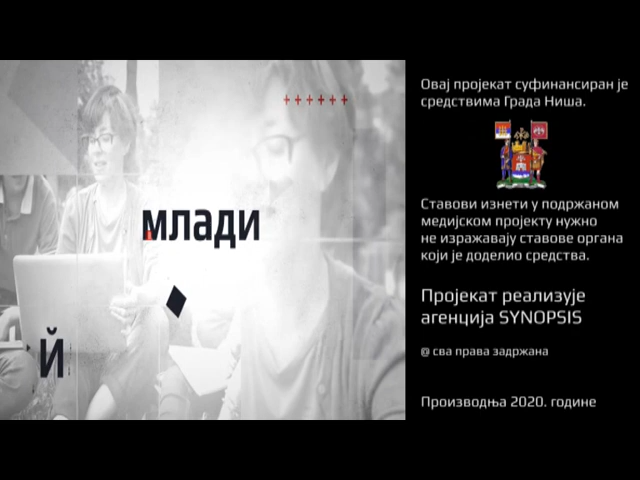 млади
Й
Овај пројекат суфинансиран је
средствима Града Ниша.
Ставови изнети у подржаном
медијском пројекту нужно
не изражавају ставове органа
који је доделио средства.
Пројекат реализује
агенција SYNOPSIS
@ сва права задржана
Производња 2020. године